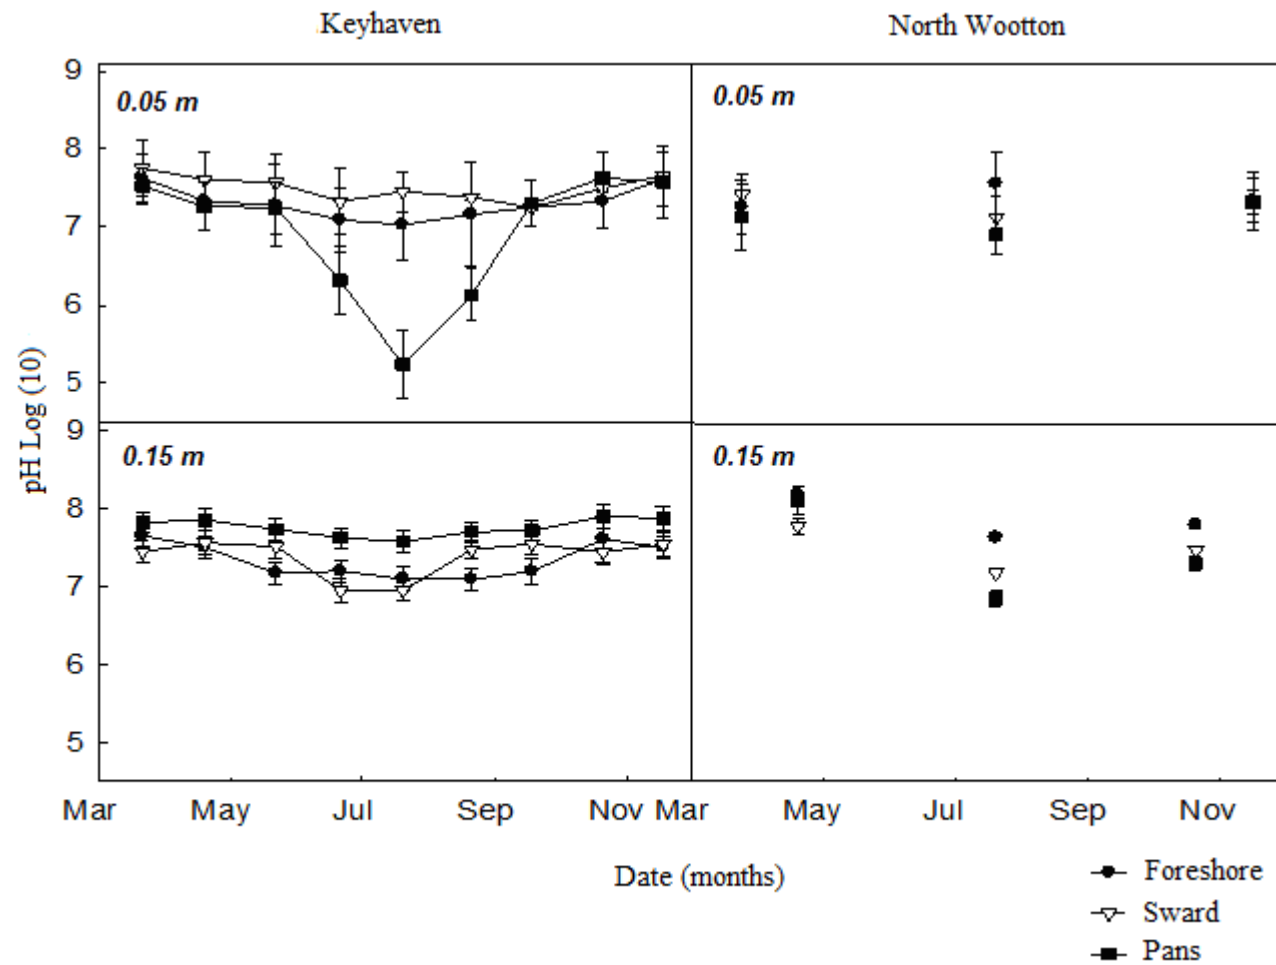 .Keyhaven
North Wootton
9
0.05 m
0.05 m
8
7
6
5
pH Log (10)
9
0.15 m
0.15 m
8
7
6
5
Mar May Jul Sep Nov Mar May Jul Sep Nov
Date (months)
Foreshore
Sward
Pans